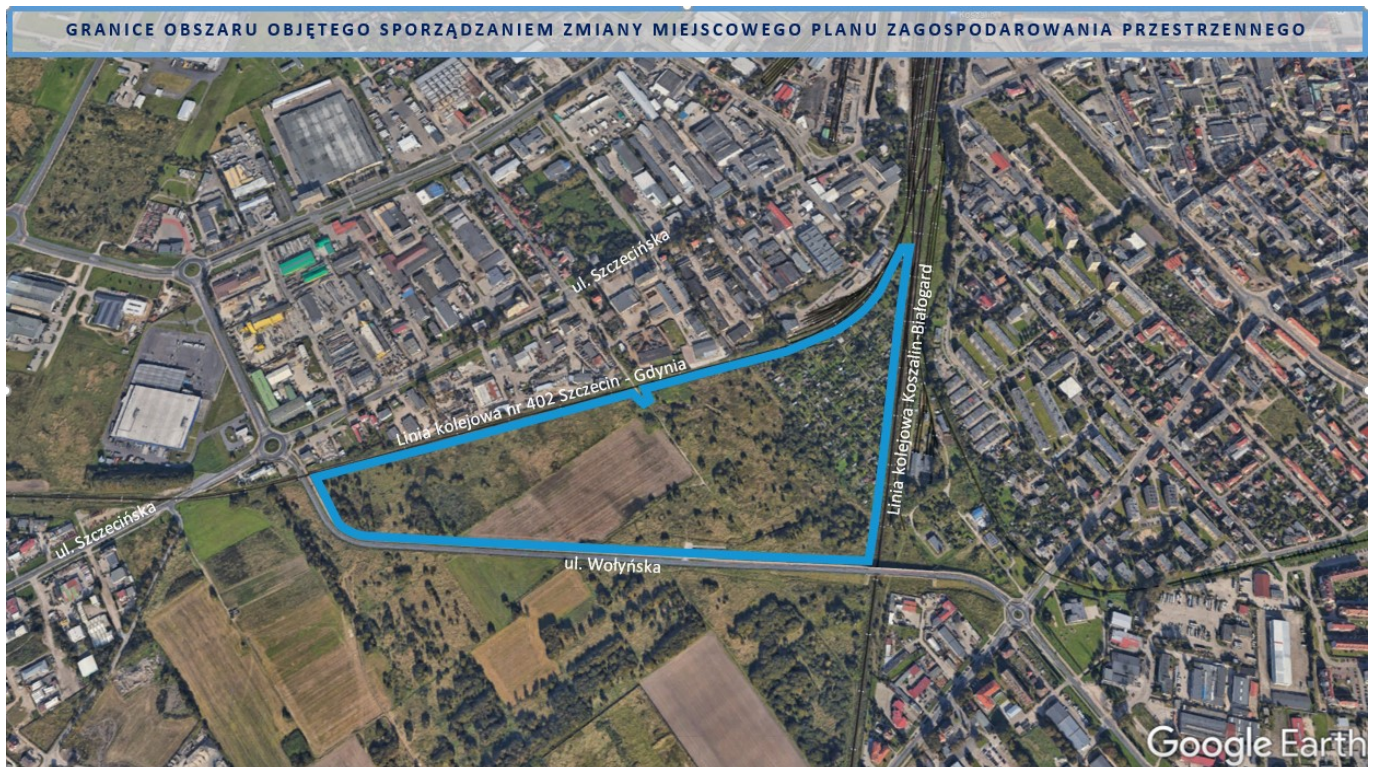 GRANICE OBSZARU OBJĘTEGO SPORZĄDZANIEM ZMIANY MIEJSCOWEGO PLANU ZAGOSPODAROWANIA PRZESTRZENNEGO
ul. Szczecińska
Linia kolejowa nr 402 Szczecin - Gdynia
Linia kolejowa Koszalin-Białogard
ul. Szczecińska
ul. Wołyńska
Google Earth